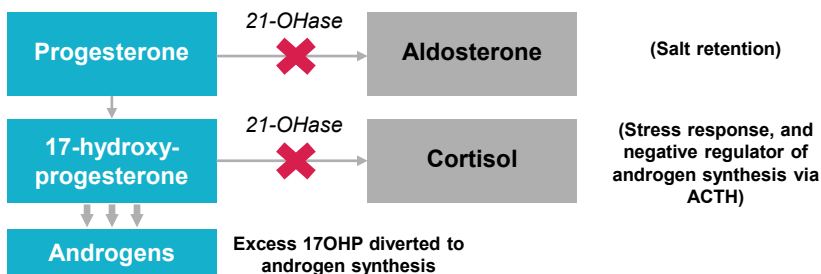 21-OHase
Progesterone
Aldosterone
(Salt retention)
21-OHase
17-hydroxy-
progesterone
Cortisol
(Stress response, and
negative regulator of
androgen synthesis via
ACTH)
Androgens
Excess 17OHP diverted to
androgen synthesis